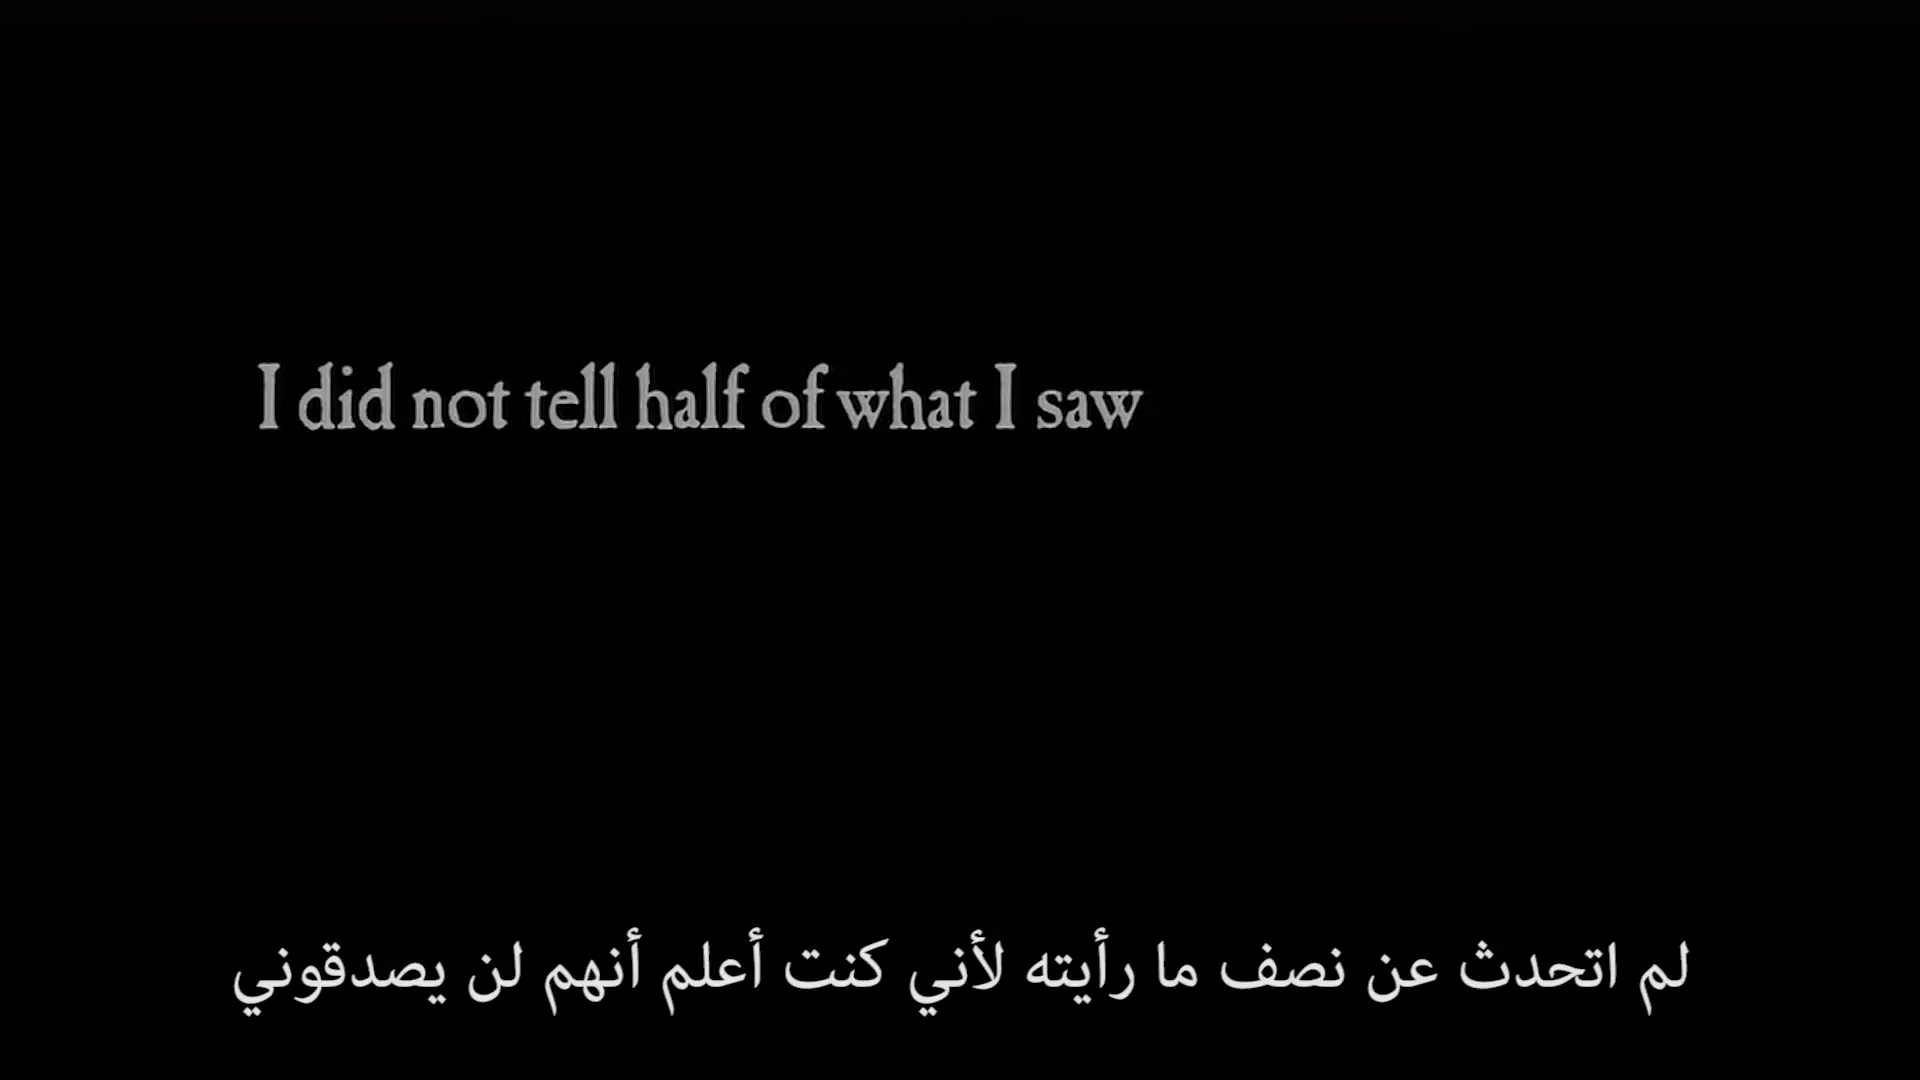 I did not tell half of what I saw
لم اتحدث عن نصف ما رأيته لأني كنت أعلم أنهم لن يصدقوني